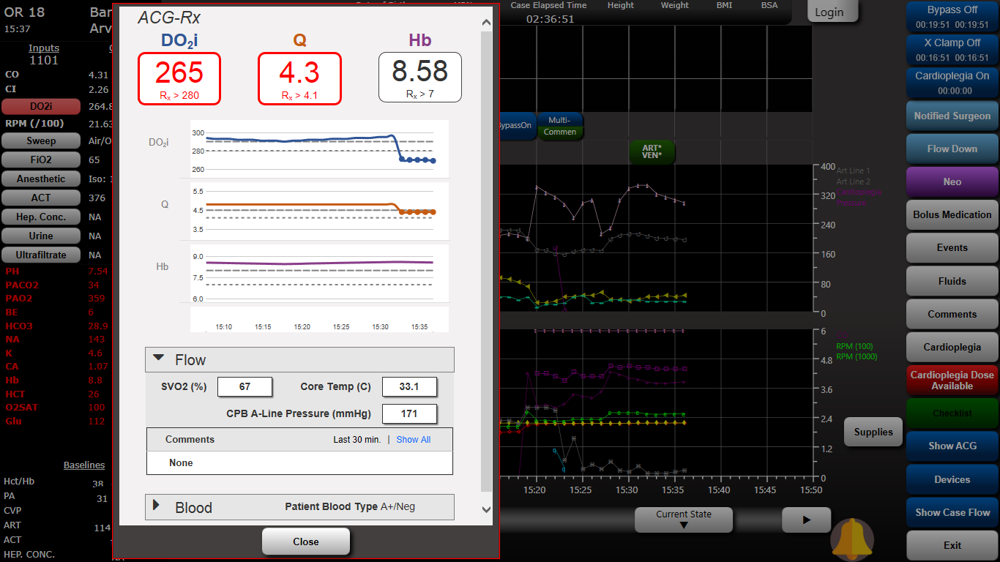 OR 18
15:37
Bar
Arv
Inputs
1101
CO 4.31
CI 2.26
DO2i 264.8
RPM (/100) 21.63
Sweep Air/O
FiO2 65
Anesthetic Iso: 1
ACT 376
Hep. Conc. NA
Urine NA
Ultrafiltrate NA
PH 7.54
PACO2 34
PAO2 359
BE 6
HCO3 28.9
NA 143
K 4.6
CA 1.07
Hb 8.8
HCT 26
O2SAT 100
Glu 112
Baselines
Hct/Hb 38
PA 31
CVP
ART 114
ACT
HEP. CONC. NA
ACG-Rx
DO2i Q Hb
265 4.3 8.58
Rx > 280 Rx > 4.1 Rx > 7
DO2i
300
280
260
Q
5.5
4.5
3.5
Hb
9.0
7.5
6.0
15:10 15:15 15:20 15:25 15:30 15:35
Flow
SVO2 (%) 67 Core Temp (C) 33.1
CPB A-Line Pressure (mmHg) 171
Comments Last 30 min. | Show All
None
Blood Patient Blood Type A+/Neg
Close
Case Elapsed Time Height Weight BMI BSA
02:36:51
Login
BypassOn
Multi-
Commen
ART*
VEN*
400
320
240
160
80
0
Art Line 1
Art Line 2
Cardioplegia
Pressure
6
4.8
3.6
2.4
1.2
0
RPM (100)
RPM (1000)
15:20 15:25 15:30 15:35 15:40 15:45 15:50
Supplies
Current State
Bypass Off
00:19:51 00:19:51
X Clamp Off
00:16:51 00:16:51
Cardioplegia On
00:00:00
Notified Surgeon
Flow Down
Neo
Bolus Medication
Events
Fluids
Comments
Cardioplegia
Cardioplegia Dose
Available
Checklist
Show ACG
Devices
Show Case Flow
Exit